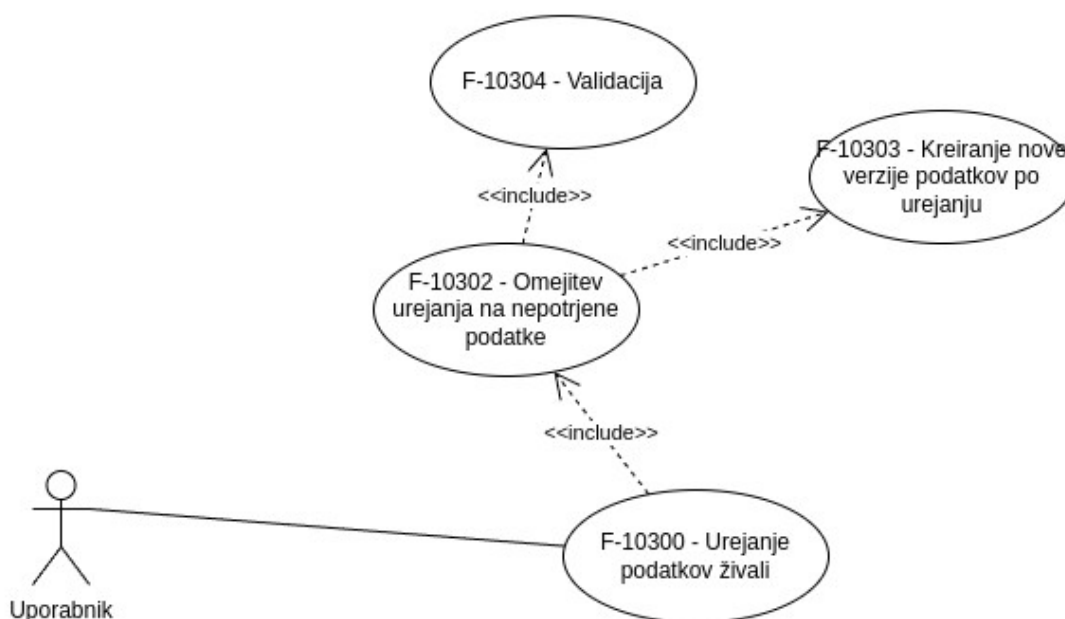 F-10304 - Validacija
F-10303 - Kreiranje nove
verzije podatkov po
urejanju
<<include>>
<<include>>
F-10302 - Omejitev
urejanja na nepotrjene
podatke
<<include>>
F-10300 - Urejanje
podatkov živali
Uporabnik